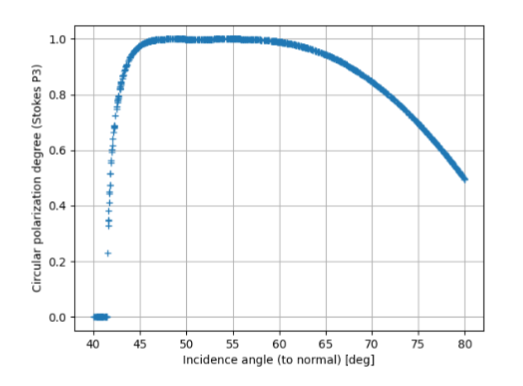 1.0
0.8
0.6
0.4
0.2
0.0
Circular polarization degree (Stokes P3)
40 45 50 55 60 65 70 75 80
Incidence angle (to normal) [deg]